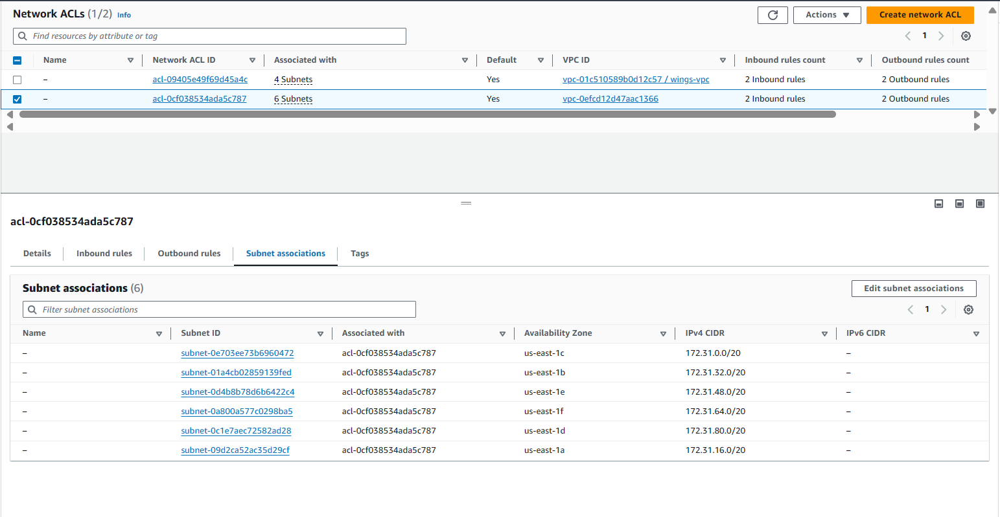 Network ACLs (1/2) Info
Actions
Create network ACL
Find resources by attribute or tag
1
Name Network ACL ID Associated with Default VPC ID Inbound rules count Outbound rules count
– acl-09405e49f69d45a4c 4 Subnets Yes vpc-01c510589b0d12c57 / wings-vpc 2 Inbound rules 2 Outbound rules
– acl-0cf038534ada5c787 6 Subnets Yes vpc-0efcd12d47aac1366 2 Inbound rules 2 Outbound rules
acl-0cf038534ada5c787
Details Inbound rules Outbound rules Subnet associations Tags
Subnet associations (6)
Edit subnet associations
Filter subnet associations
1
Name Subnet ID Associated with Availability Zone IPv4 CIDR IPv6 CIDR
– subnet-0e703ee73b6960472 acl-0cf038534ada5c787 us-east-1c 172.31.0.0/20 –
– subnet-01a4cb02859139fed acl-0cf038534ada5c787 us-east-1b 172.31.32.0/20 –
– subnet-0d4b8b78d6b6422c4 acl-0cf038534ada5c787 us-east-1e 172.31.48.0/20 –
– subnet-0a800a577c0298ba5 acl-0cf038534ada5c787 us-east-1f 172.31.64.0/20 –
– subnet-0c1e7aec72582ad28 acl-0cf038534ada5c787 us-east-1d 172.31.80.0/20 –
– subnet-09d2ca52ac35d29cf acl-0cf038534ada5c787 us-east-1a 172.31.16.0/20 –